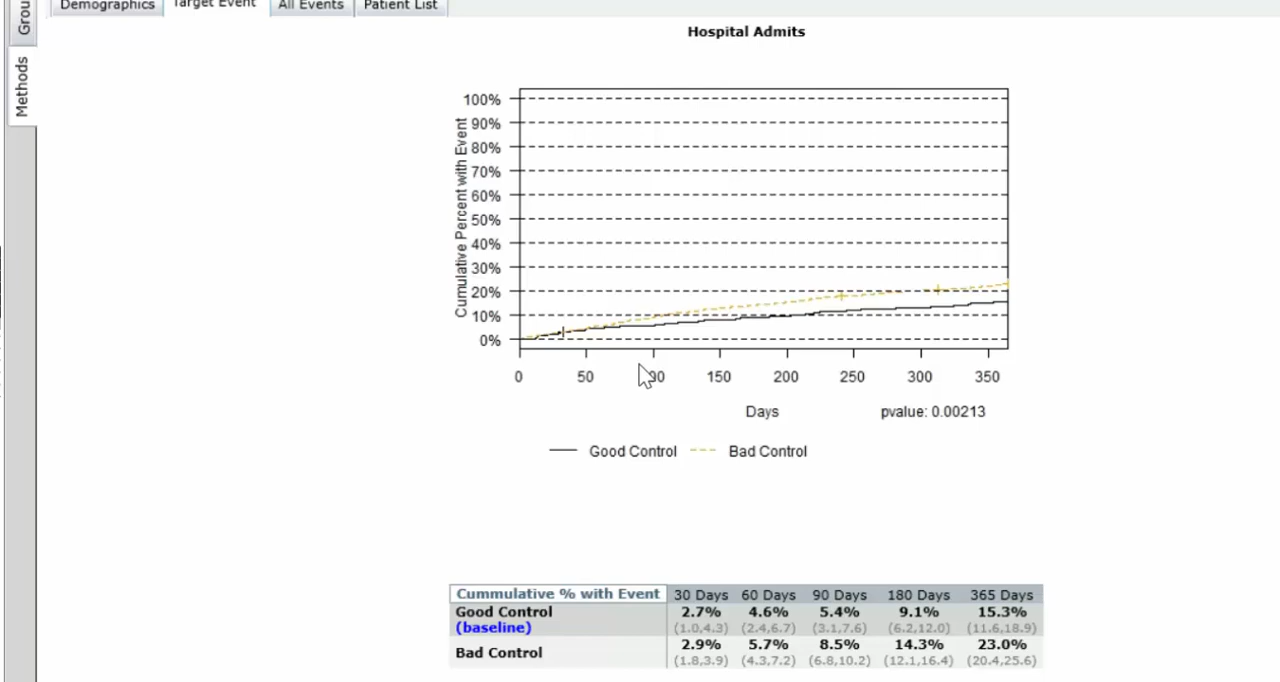 Demographics Target Event All Events Patient List
Grou
Methods
Hospital Admits
Cumulative Percent with Event
100%
90%
80%
70%
60%
50%
40%
30%
20%
10%
0%
0 50 00 150 200 250 300 350
Days pvalue: 0.00213
Good Control Bad Control
Cummulative % with Event 30 Days 60 Days 90 Days 180 Days 365 Days
Good Control 2.7% 4.6% 5.4% 9.1% 15.3%
(baseline) (1.0,4.3) (2.4,6.7) (3.1,7.6) (6.2,12.0) (11.6,18.9)
Bad Control 2.9% 5.7% 8.5% 14.3% 23.0%
(1.8,3.9) (4.3,7.2) (6.8,10.2) (12.1,16.4) (20.4,25.6)